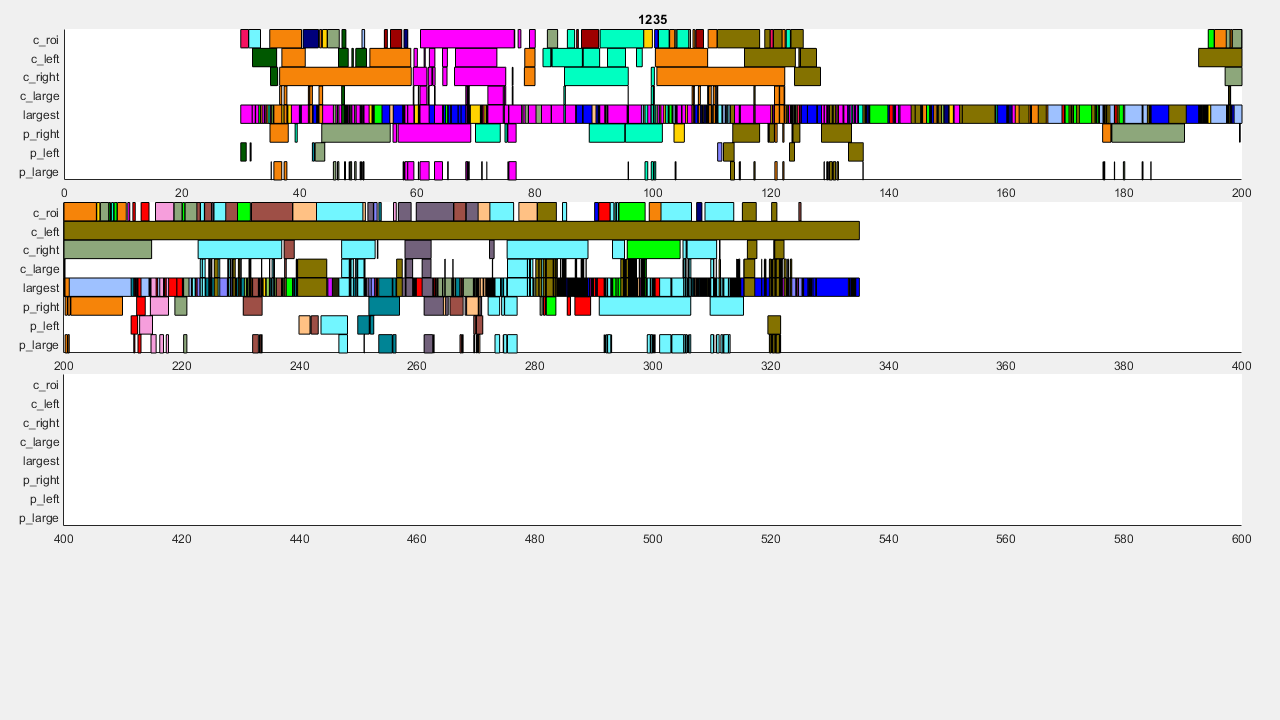 1235
c_roi
c_left
c_right
c_large
largest
p_right
p_left
p_large
0 20 40 60 80 100 120 140 160 180 200
c_roi
c_left
c_right
c_large
largest
p_right
p_left
p_large
200 220 240 260 280 300 320 340 360 380 400
c_roi
c_left
c_right
c_large
largest
p_right
p_left
p_large
400 420 440 460 480 500 520 540 560 580 600